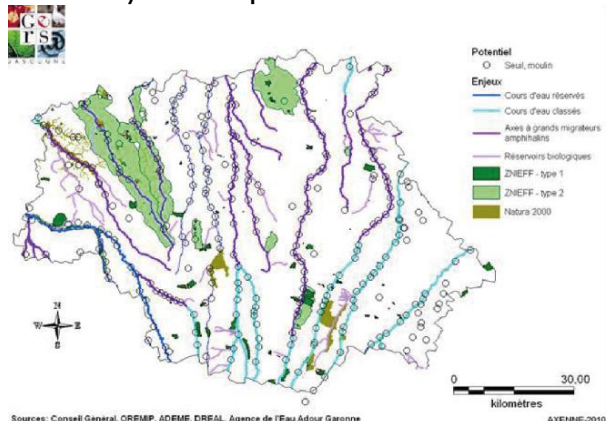 Gers
GASCOGNE
Potentiel
Seuil, moulin
Enjeux
Cours d'eau réservés
Cours d'eau classés
Axes à grands migrateurs
amphihalins
Réservoirs biologiques
ZNIEFF - type 1
ZNIEFF - type 2
Natura 2000
N
W E
S
0 30,00
kilomètres
Sources: Conseil Général, OREMIP, ADEME, DREAL, Agence de l'Eau Adour Garonne
AXENNE-2010